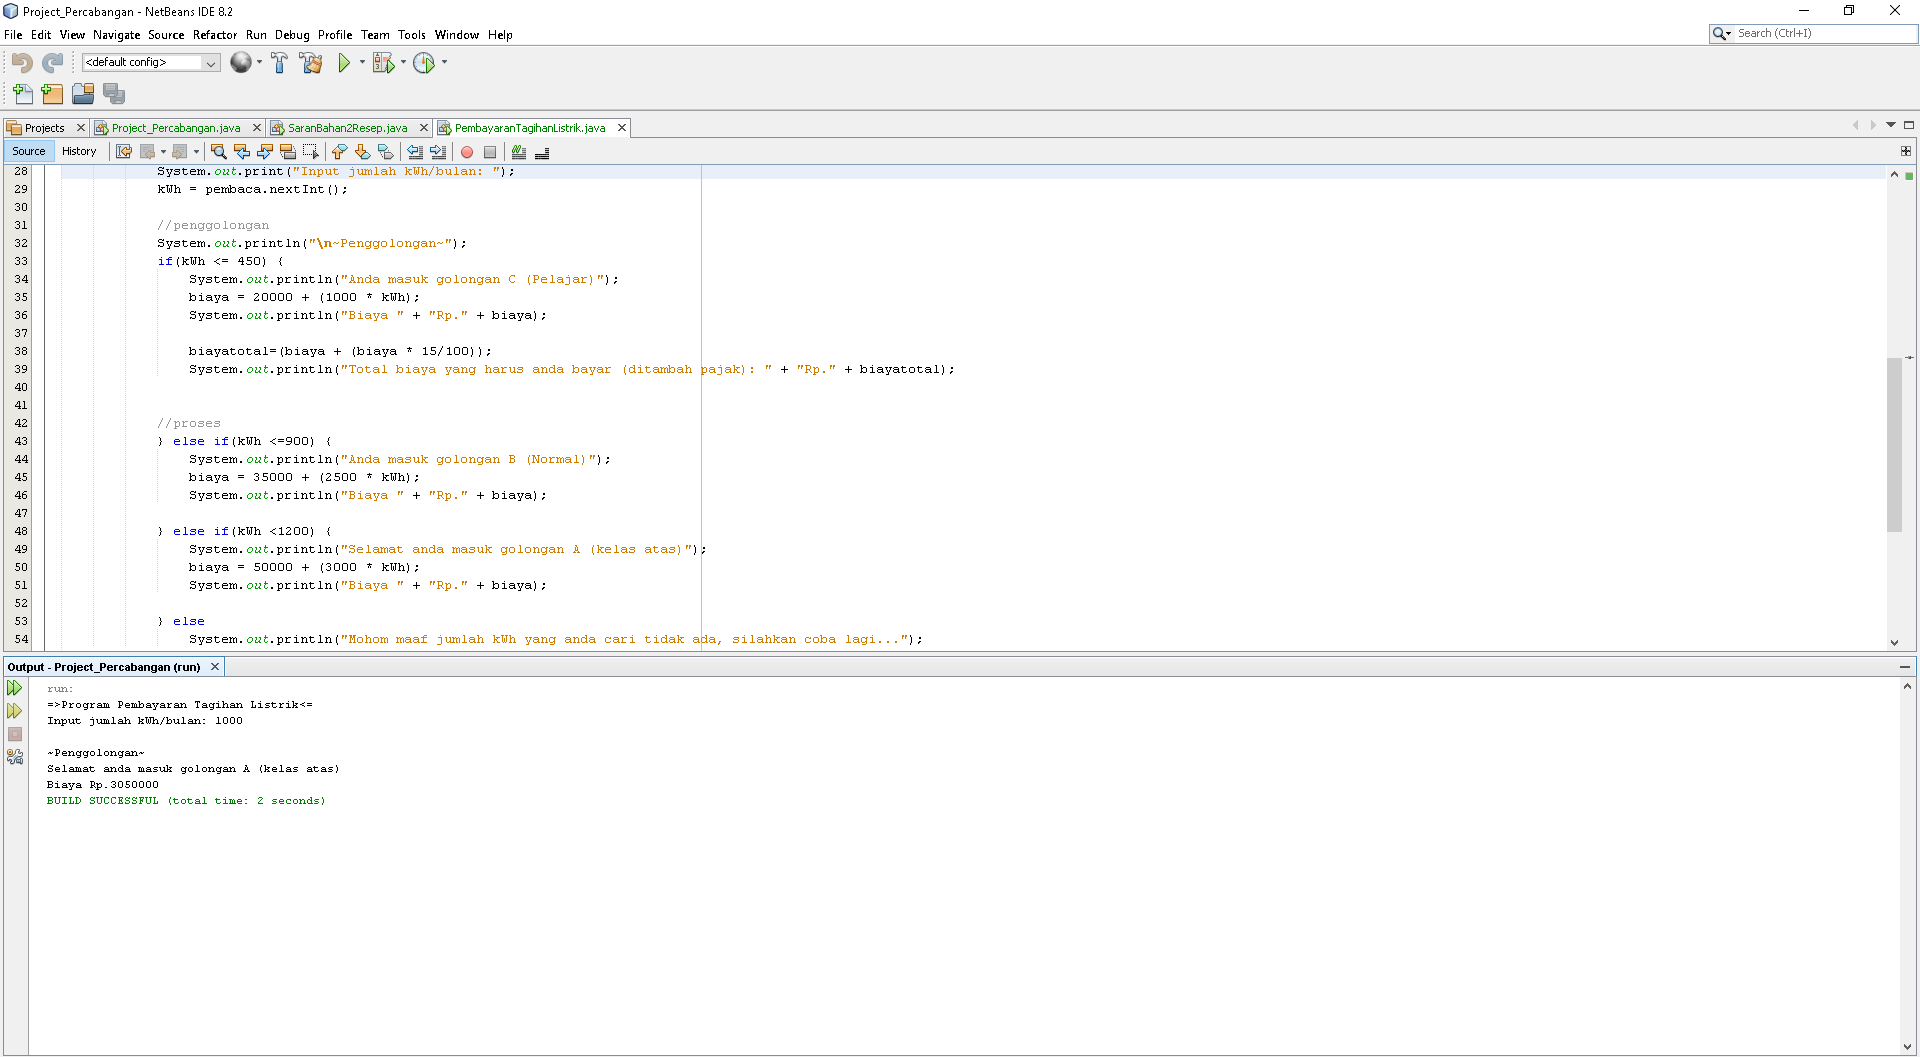 Project_Percabangan - NetBeans IDE 8.2
File Edit View Navigate Source Refactor Run Debug Profile Team Tools Window Help
Search (Ctrl+I)
<default config>
Projects Project_Percabangan.java SaranBahan2Resep.java PembayaranTagihanListrik.java
Source History
28 System.out.print("Input jumlah kWh/bulan: ");
29 kWh = pembaca.nextInt();
30
31 //penggolongan
32 System.out.println("\n~Penggolongan~");
33 if(kWh <= 450) {
34 System.out.println("Anda masuk golongan C (Pelajar)");
35 biaya = 20000 + (1000 * kWh);
36 System.out.println("Biaya " + "Rp." + biaya);
37
38 biayatotal=(biaya + (biaya * 15/100));
39 System.out.println("Total biaya yang harus anda bayar (ditambah pajak): " + "Rp." + biayatotal);
40
41
42 //proses
43 } else if(kWh <=900) {
44 System.out.println("Anda masuk golongan B (Normal)");
45 biaya = 35000 + (2500 * kWh);
46 System.out.println("Biaya " + "Rp." + biaya);
47
48 } else if(kWh <1200) {
49 System.out.println("Selamat anda masuk golongan A (kelas atas)");
50 biaya = 50000 + (3000 * kWh);
51 System.out.println("Biaya " + "Rp." + biaya);
52
53 } else
54 System.out.println("Mohom maaf jumlah kWh yang anda cari tidak ada, silahkan coba lagi...");
Output - Project_Percabangan (run)
run:
=>Program Pembayaran Tagihan Listrik<=
Input jumlah kWh/bulan: 1000
~Penggolongan~
Selamat anda masuk golongan A (kelas atas)
Biaya Rp.3050000
BUILD SUCCESSFUL (total time: 2 seconds)